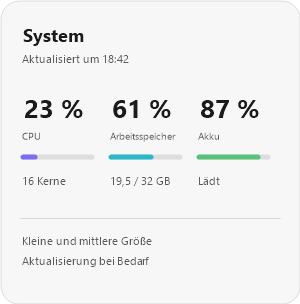 System
Aktualisiert um 18:42
23 % 61 % 87 %
CPU Arbeitsspeicher Akku
16 Kerne 19,5 / 32 GB Lädt
Kleine und mittlere Größe
Aktualisierung bei Bedarf